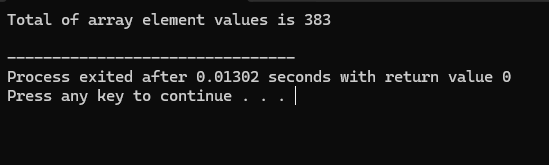 Total of array element values is 383
--------------------------------
Process exited after 0.01302 seconds with return value 0
Press any key to continue . . .